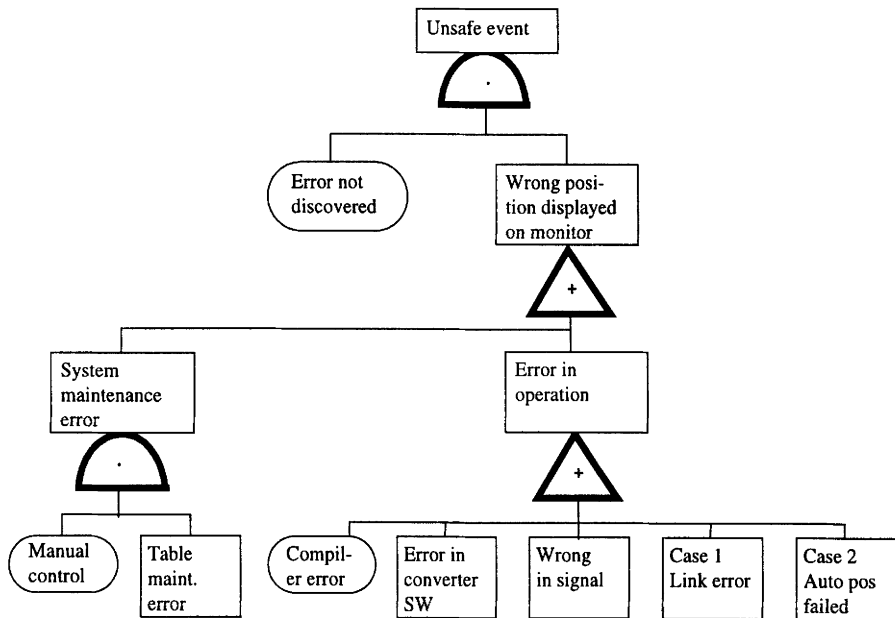 Unsafe event
.
Error not
discovered
Wrong posi-
tion displayed
on monitor
+
System
maintenance
error
.
Error in
operation
+
Manual
control
Table
maint.
error
Compil-
er error
Error in
converter
SW
Wrong
in signal
Case 1
Link error
Case 2
Auto pos
failed